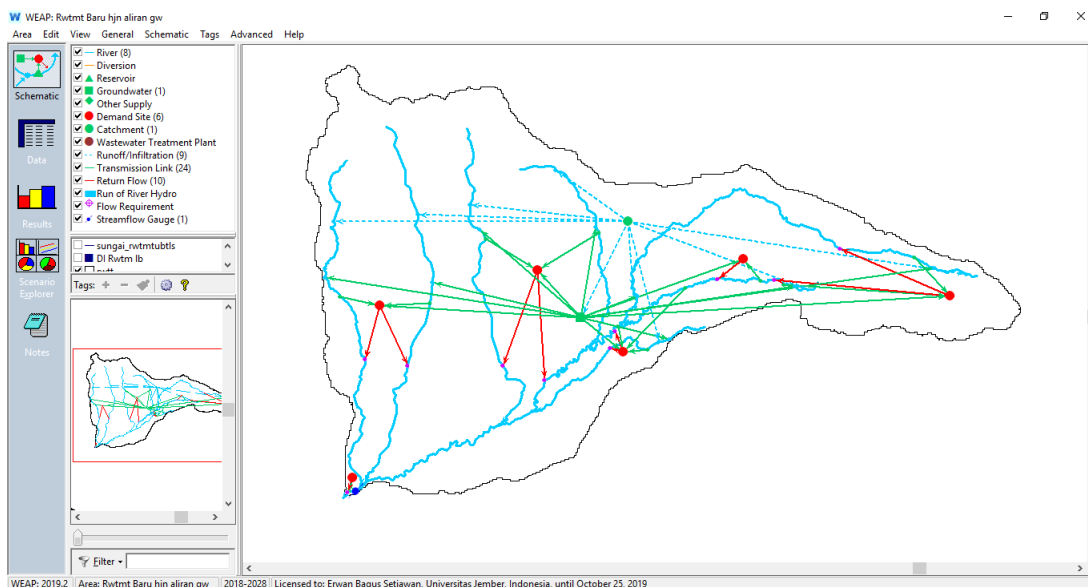 WEAP: Rwtmt Baru hjn aliran gw
Area Edit View General Schematic Tags Advanced Help
Schematic
Data
Results
Scenario
Explorer
Notes
River (8)
Diversion
Reservoir
Groundwater (1)
Other Supply
Demand Site (6)
Catchment (1)
Wastewater Treatment Plant
Runoff/Infiltration (9)
Transmission Link (24)
Return Flow (10)
Run of River Hydro
Flow Requirement
Streamflow Gauge (1)
sungai_rwtmtubtls
DI Rwtm lb
Tags:
Filter
WEAP: 2019.2 Area: Rwtmt Baru hjn aliran gw 2018-2028 Licensed to: Erwan Bagus Setiawan, Universitas Jember, Indonesia, until October 25, 2019